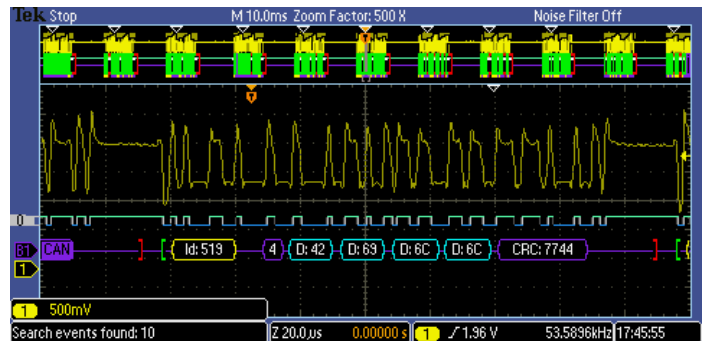 Tek Stop M 10.0ms Zoom Factor: 500 X Noise Filter Off
T
T
D
B1 CAN ] [ Id: 519 4 D: 42 D: 69 D: 6C D: 6C CRC: 7744 ] [
1
1 500mV
Search events found: 10 Z 20.0µs 0.00000 s 1 1.96 V 53.5896kHz 17:45:55